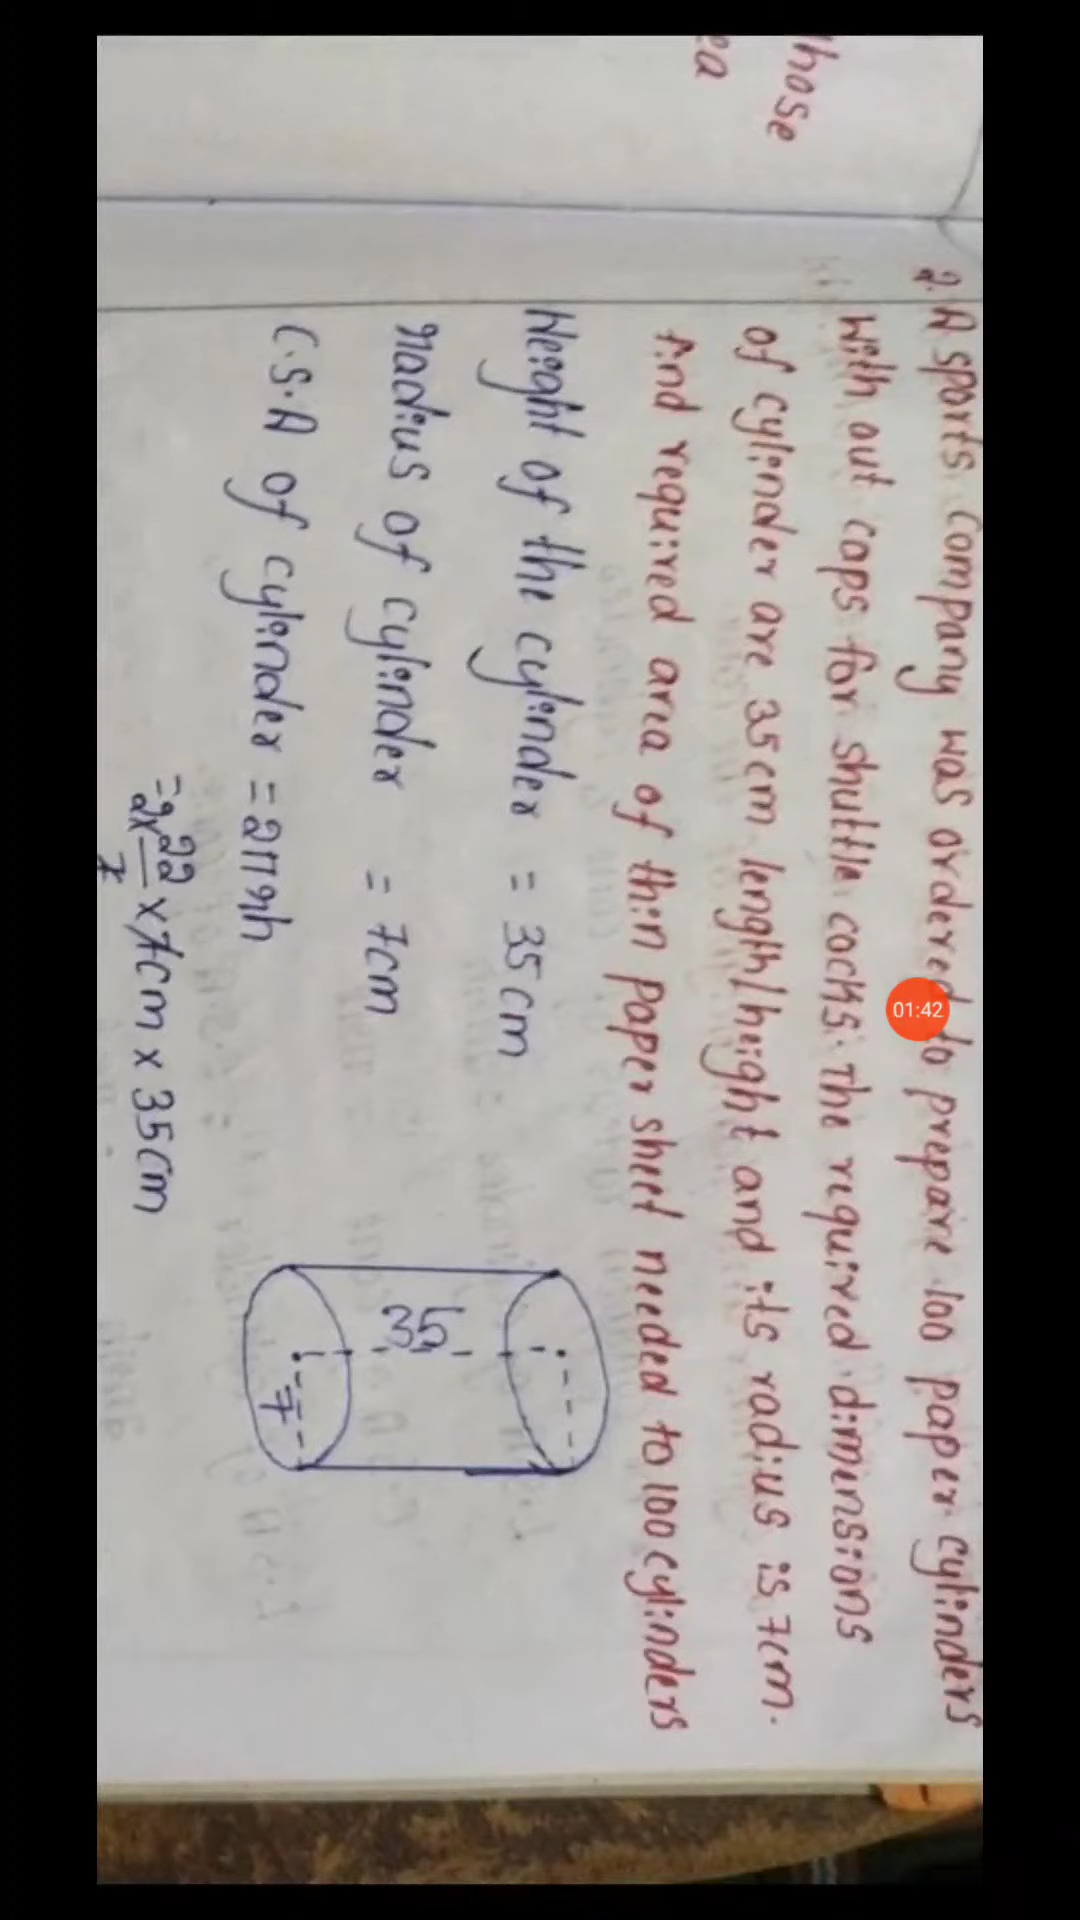 whose
ea
2. A sports company was ordered to prepare 100 paper cylinders
with out caps for shuttle cocks. The required dimensions
of cylinder are 35cm length/height and its radius is 7cm.
find required area of thin paper sheet needed to 100 cylinders
Height of the cylinder = 35cm
radius of cylinder = 7cm
C.S.A of cylinder = 2πrh
= 2 x 22/7 x 7cm x 35cm
35
7
01:42